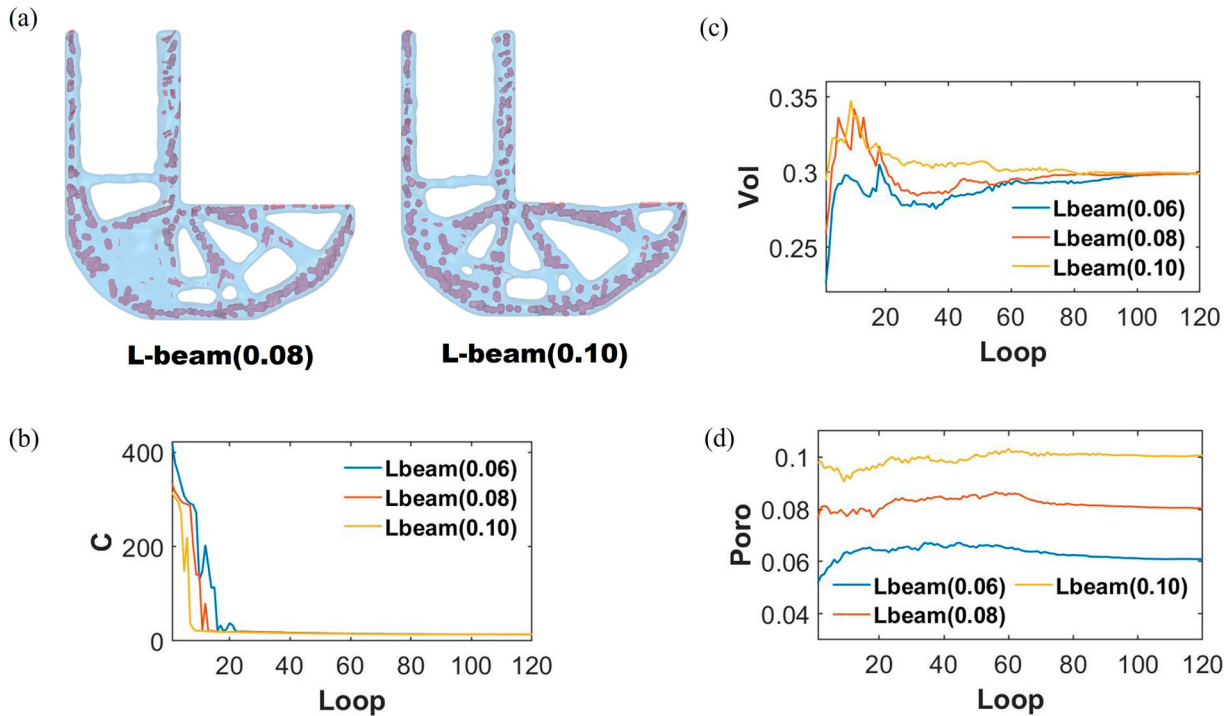 (a)
L-beam(0.08)
L-beam(0.10)
(b)
400
200
0
C
Lbeam(0.06)
Lbeam(0.08)
Lbeam(0.10)
20
40
60
80
100
120
Loop
(c)
0.35
0.3
0.25
Vol
Lbeam(0.06)
Lbeam(0.08)
Lbeam(0.10)
20
40
60
80
100
120
Loop
(d)
0.1
0.08
0.06
0.04
Poro
Lbeam(0.06)
Lbeam(0.10)
Lbeam(0.08)
20
40
60
80
100
120
Loop